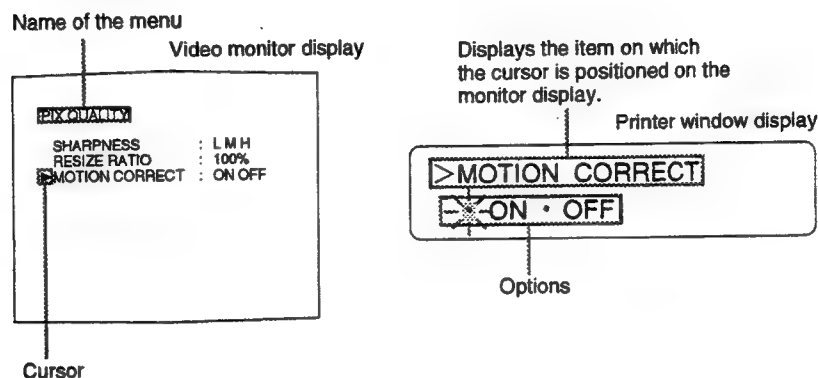 Name of the menu
Video monitor display
PIX QUALITY
SHARPNESS : L M H
RESIZE RATIO : 100%
MOTION CORRECT : ON OFF
Cursor
Displays the item on which
the cursor is positioned on the
monitor display.
Printer window display
>MOTION CORRECT
ON · OFF
Options